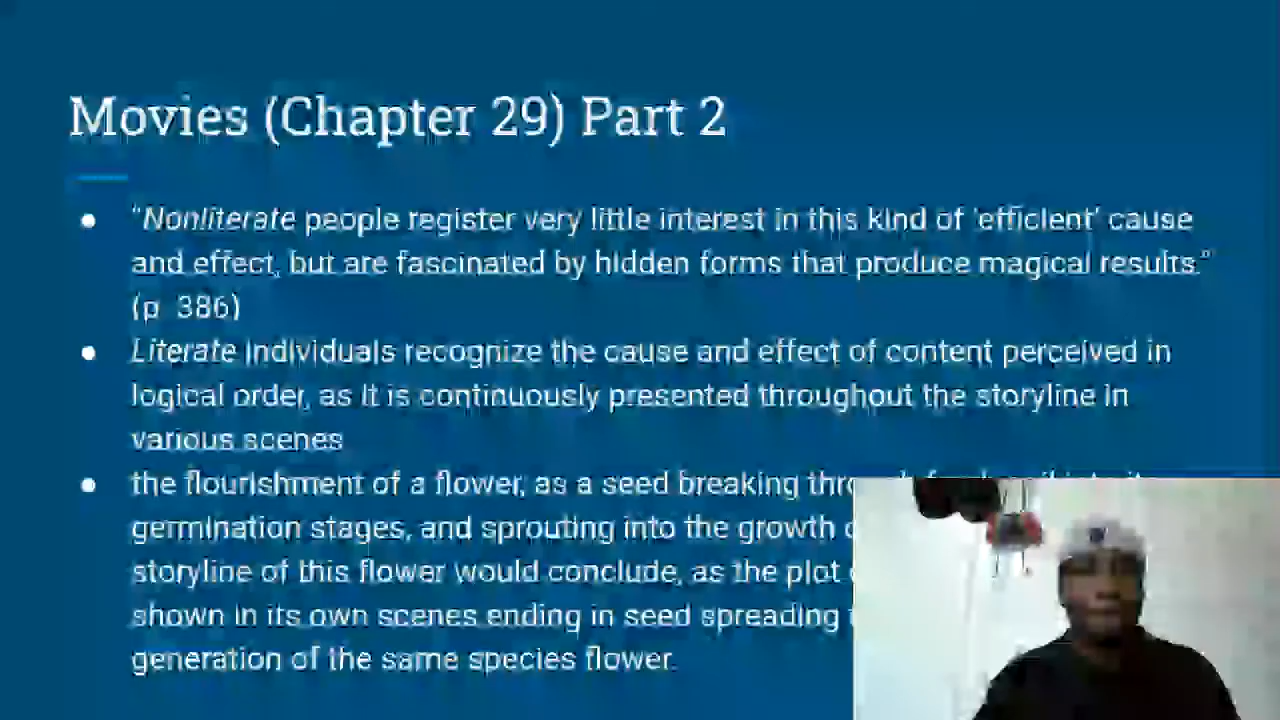 Movies (Chapter 29) Part 2
● "Nonliterate people register very little interest in this kind of 'efficient' cause
and effect, but are fascinated by hidden forms that produce magical results."
(p. 386)
● Literate individuals recognize the cause and effect of content perceived in
logical order, as it is continuously presented throughout the storyline in
various scenes
● the flourishment of a flower, as a seed breaking
germination stages, and sprouting into the growth
storyline of this flower would conclude, as the plot
shown in its own scenes ending in seed spreading
generation of the same species flower.